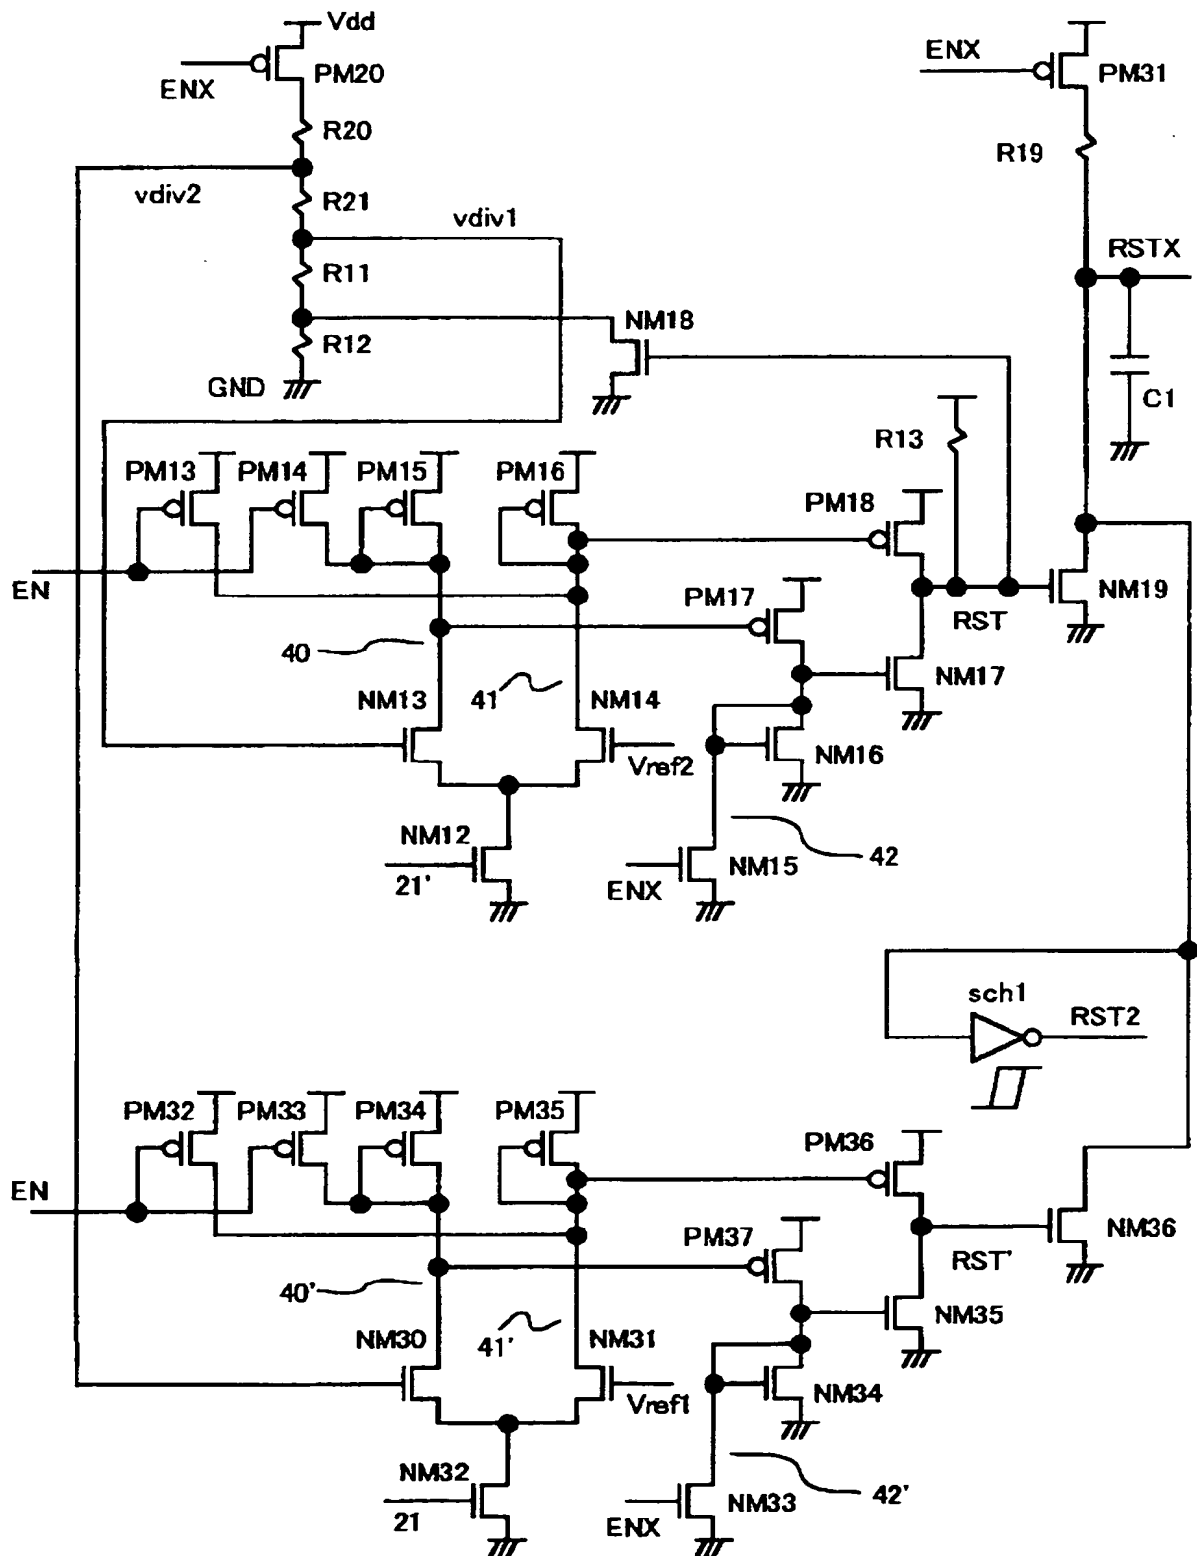 Vdd
ENX
PM20
ENX
PM31
R20
R19
vdiv2
R21
vdiv1
RSTX
R11
NM18
R12
GND
C1
R13
PM13
PM14
PM15
PM16
PM18
EN
PM17
RST
NM19
40
41
NM13
NM14
NM17
Vref2
NM16
NM12
21'
ENX
NM15
42
sch1
RST2
PM32
PM33
PM34
PM35
PM36
EN
PM37
RST'
NM36
40'
41'
NM30
NM31
NM35
Vref1
NM34
NM32
21
ENX
NM33
42'